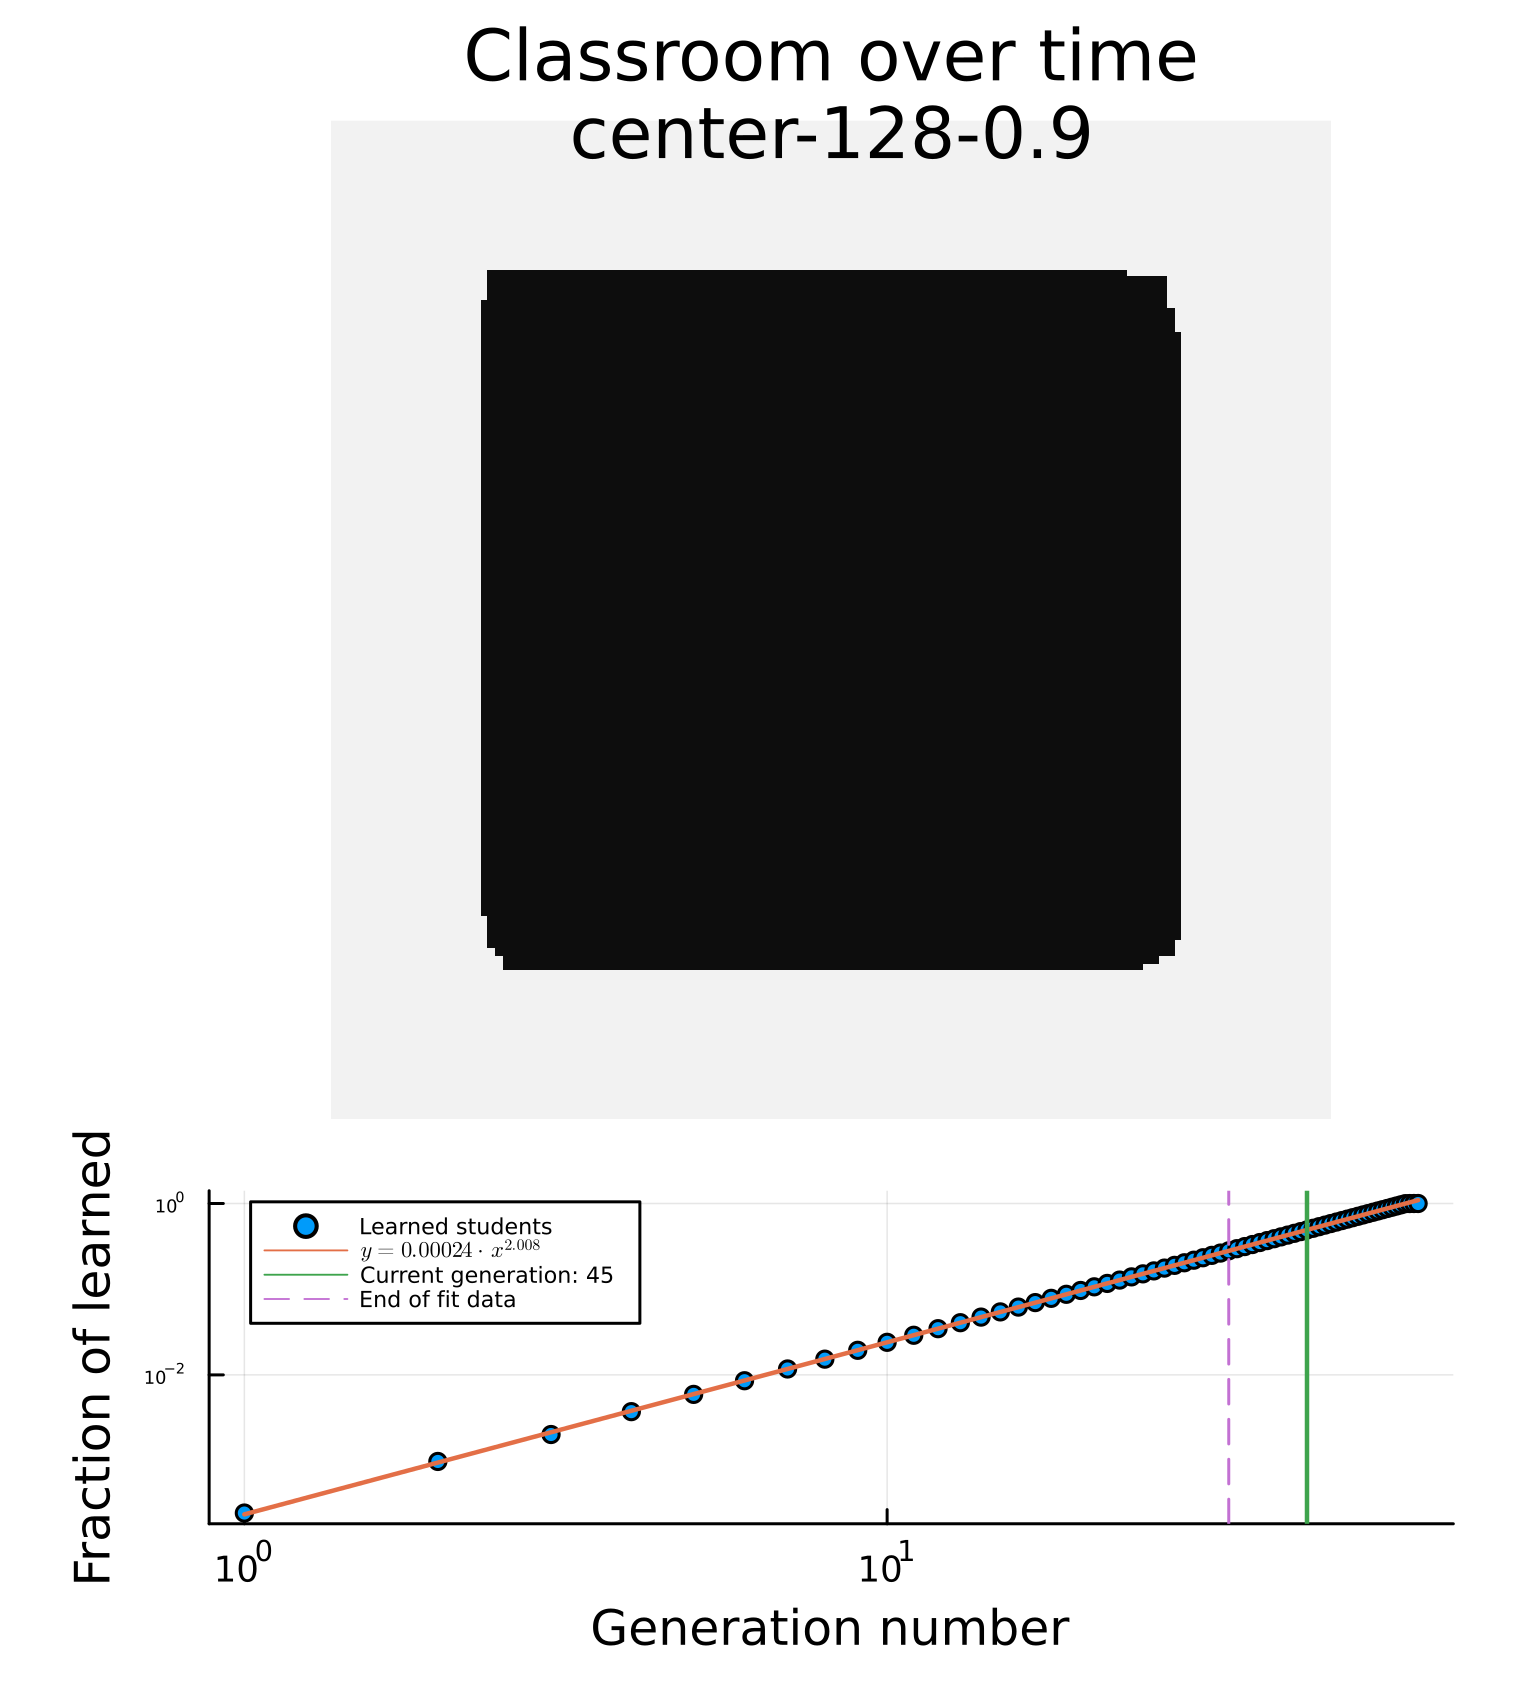 Classroom over time
center-128-0.9
Fraction of learned
10⁰
10⁻²
Learned students
y = 0.00024 · x^2.008
Current generation: 45
End of fit data
10⁰
10¹
Generation number